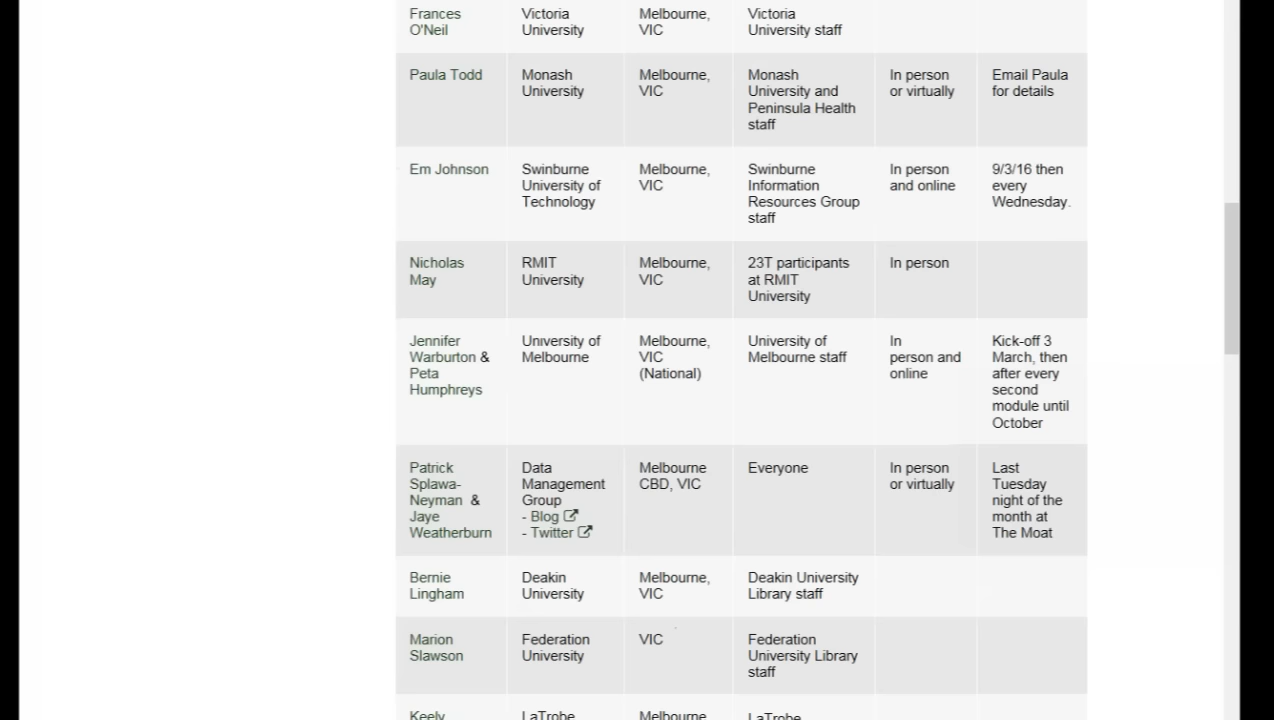 Frances O'Neil Victoria University Melbourne, VIC Victoria University staff
Paula Todd Monash University Melbourne, VIC Monash University and Peninsula Health staff In person or virtually Email Paula for details
Em Johnson Swinburne University of Technology Melbourne, VIC Swinburne Information Resources Group staff In person and online 9/3/16 then every Wednesday.
Nicholas May RMIT University Melbourne, VIC 23T participants at RMIT University In person
Jennifer Warburton & Peta Humphreys University of Melbourne Melbourne, VIC (National) University of Melbourne staff In person and online Kick-off 3 March, then after every second module until October
Patrick Splawa-Neyman & Jaye Weatherburn Data Management Group - Blog - Twitter Melbourne CBD, VIC Everyone In person or virtually Last Tuesday night of the month at The Moat
Bernie Lingham Deakin University Melbourne, VIC Deakin University Library staff
Marion Slawson Federation University VIC Federation University Library staff
Keely LaTrobe Melbourne LaTrobe